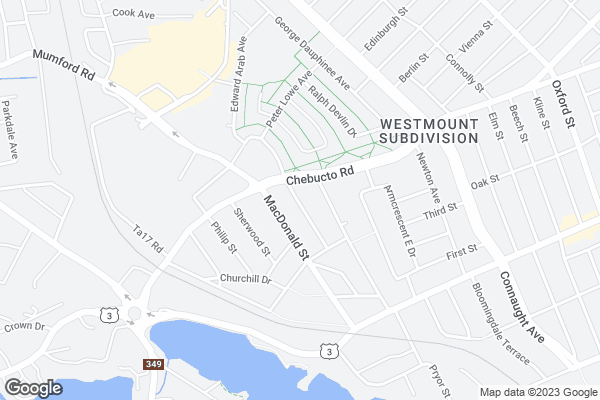 Cook Ave
George Dauphinee Ave
Edinburgh St
Vienna St
Mumford Rd
Berlin St
Connolly St
Edward Arab Ave
Peter Lowe Ave
Ralph Devlin Dr
Oxford St
Parkdale Ave
WESTMOUNT
SUBDIVISION
Elm St
Beech St
Kline St
Chebucto Rd
Newton Ave
Oak St
Armcrescent E Dr
MacDonald St
Third St
Ta17 Rd
Philip St
Sherwood St
First St
Churchill Dr
Connaught Ave
Bloomingdale Terrace
3
Crown Dr
3
349
Pryor St
Google
Google
Map data ©2023 Google